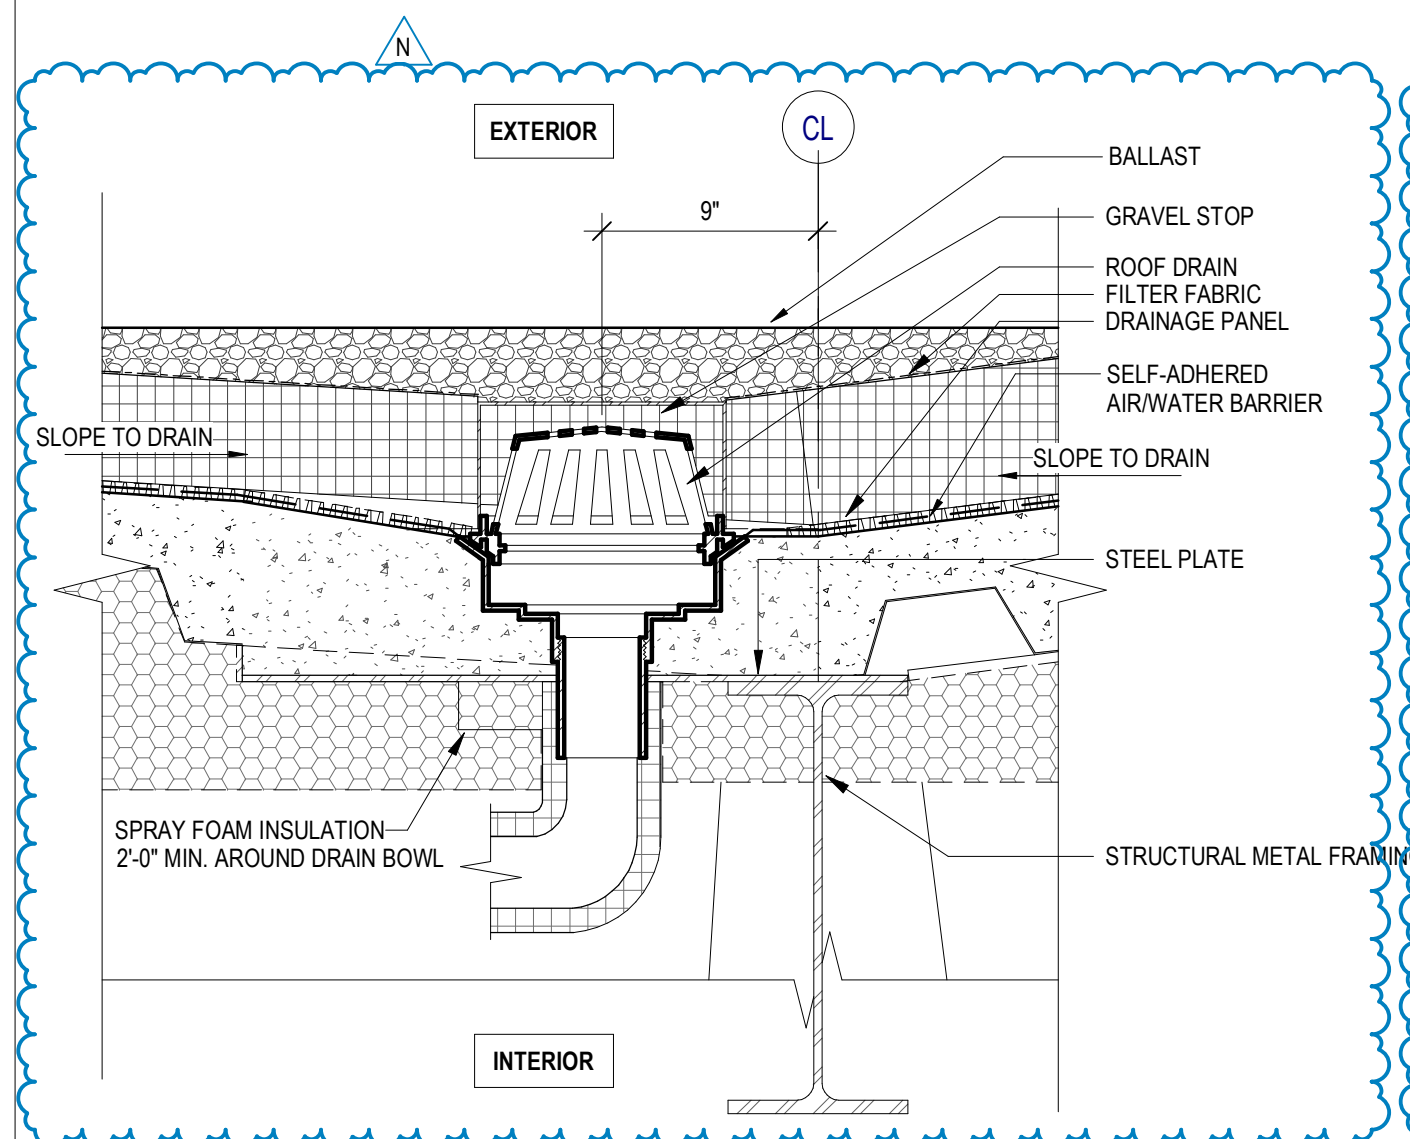 N
EXTERIOR
CL
BALLAST
9"
GRAVEL STOP
ROOF DRAIN
FILTER FABRIC
DRAINAGE PANEL
SELF-ADHERED
AIR/WATER BARRIER
SLOPE TO DRAIN
SLOPE TO DRAIN
STEEL PLATE
SPRAY FOAM INSULATION
2'-0" MIN. AROUND DRAIN BOWL
STRUCTURAL METAL FRAMING
INTERIOR